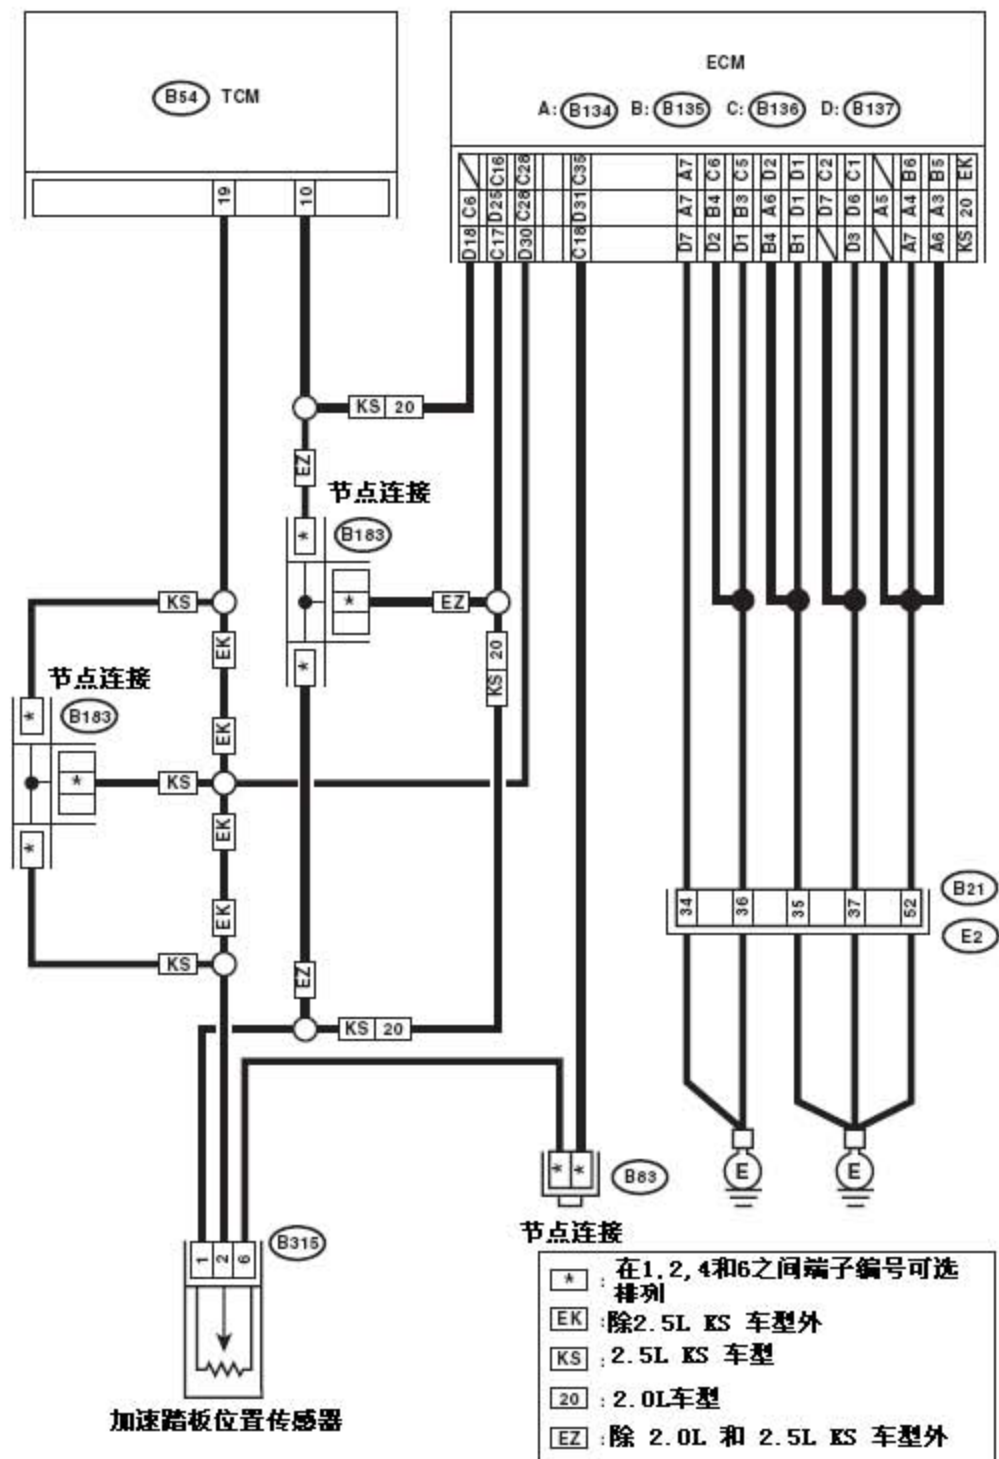 B54 TCM
ECM
A: B134 B: B135 C: B136 D: B137
19 10
C16 C28 C35 A7 C6 C5 D2 D1 C2 C1 B6 B5 EK
C6 D25 C28 D31 A7 B4 B3 A6 D1 D7 D6 A5 A4 A3 20
D18 C17 D30 C18 D7 D2 D1 B4 B1 D3 A7 A6 KS
KS 20
EZ
节点连接
* B183
KS * EZ
EK 20
KS
节点连接
*
* B183
EK
* KS
EK
*
EK
KS EZ
KS 20
34 36 35 37 52 B21
E2
* * B83
E E
节点连接
B315
1 2 6
加速踏板位置传感器
* : 在1.2,4和6之间端子编号可选
排列
EK :除2.5L KS 车型外
KS : 2.5L KS 车型
20 : 2.0L车型
EZ :除 2.0L 和 2.5L KS 车型外